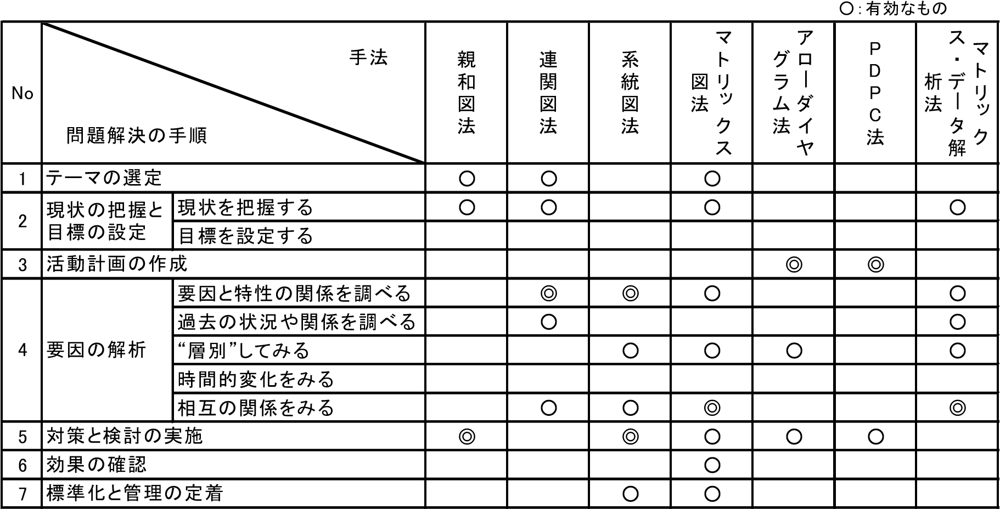 ○：有効なもの
No
手法
問題解決の手順
親和図法
連関図法
系統図法
マトリックス
図法
アローダイヤ
グラム法
PDPC法
マトリック
ス・データ解
析法
1 テーマの選定 ○ ○ ○
2 現状の把握と
目標の設定
現状を把握する ○ ○ ○ ○
目標を設定する
3 活動計画の作成 ◎ ◎
4 要因の解析
要因と特性の関係を調べる ◎ ◎ ○ ○
過去の状況や関係を調べる ○ ○
“層別”してみる ○ ○ ○ ○
時間的変化をみる
相互の関係をみる ○ ○ ◎ ◎
5 対策と検討の実施 ◎ ◎ ○ ○ ○
6 効果の確認 ○
7 標準化と管理の定着 ○ ○